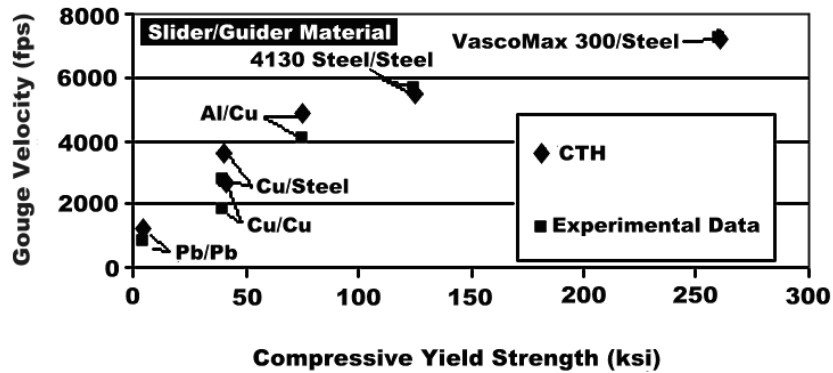 Gouge Velocity (fps)
8000
6000
4000
2000
0
Slider/Guider Material
4130 Steel/Steel
VascoMax 300/Steel
Al/Cu
Cu/Steel
Cu/Cu
Pb/Pb
CTH
Experimental Data
0 50 100 150 200 250 300
Compressive Yield Strength (ksi)